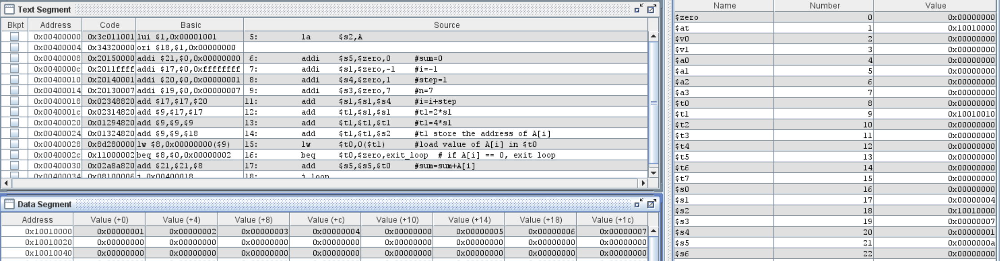 Text Segment
Bkpt Address Code Basic Source
0x00400000 0x3c011001 lui $1,0x00001001 5: la $s2,A
0x00400004 0x34320000 ori $18,$1,0x00000000
0x00400008 0x20150000 addi $21,$0,0x00000000 6: addi $s5,$zero,0 #sum=0
0x0040000c 0x2011ffff addi $17,$0,0xffffffff 7: addi $s1,$zero,-1 #i=-1
0x00400010 0x20140001 addi $20,$0,0x00000001 8: addi $s4,$zero,1 #step=1
0x00400014 0x20130007 addi $19,$0,0x00000007 9: addi $s3,$zero,7 #n=7
0x00400018 0x02348820 add $17,$17,$20 11: add $s1,$s1,$s4 #i=i+step
0x0040001c 0x02314820 add $9,$17,$17 12: add $t1,$s1,$s1 #t1=2*s1
0x00400020 0x01294820 add $9,$9,$9 13: add $t1,$t1,$t1 #t1=4*s1
0x00400024 0x01324820 add $9,$9,$18 14: add $t1,$t1,$s2 #t1 store the address of A[i]
0x00400028 0x8d280000 lw $8,0x00000000($9) 15: lw $t0,0($t1) #load value of A[i] in $t0
0x0040002c 0x11000002 beq $8,$0,0x00000002 16: beq $t0,$zero,exit_loop # if A[i] == 0, exit loop
0x00400030 0x02a8a820 add $21,$21,$8 17: add $s5,$s5,$t0 #sum=sum+A[i]
0x00400034 0x08100006 j 0x00400018 18: j loop
Data Segment
Address Value (+0) Value (+4) Value (+8) Value (+c) Value (+10) Value (+14) Value (+18) Value (+1c)
0x10010000 0x00000001 0x00000002 0x00000003 0x00000004 0x00000000 0x00000005 0x00000006 0x00000007
0x10010020 0x00000000 0x00000000 0x00000000 0x00000000 0x00000000 0x00000000 0x00000000 0x00000000
0x10010040 0x00000000 0x00000000 0x00000000 0x00000000 0x00000000 0x00000000 0x00000000 0x00000000
Name Number Value
$zero 0 0x00000000
$at 1 0x10010000
$v0 2 0x00000000
$v1 3 0x00000000
$a0 4 0x00000000
$a1 5 0x00000000
$a2 6 0x00000000
$a3 7 0x00000000
$t0 8 0x00000000
$t1 9 0x10010010
$t2 10 0x00000000
$t3 11 0x00000000
$t4 12 0x00000000
$t5 13 0x00000000
$t6 14 0x00000000
$t7 15 0x00000000
$s0 16 0x00000000
$s1 17 0x00000004
$s2 18 0x10010000
$s3 19 0x00000007
$s4 20 0x00000001
$s5 21 0x0000000a
$s6 22 0x00000000